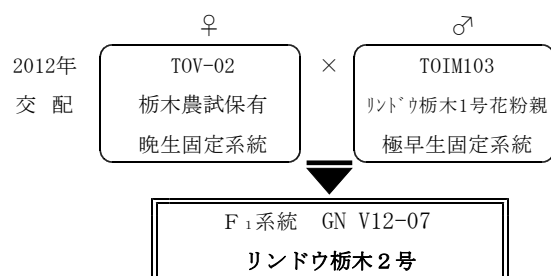 ♀ ♂
2012年 TOV-02 × TOIM103
交 配 栃木農試保有 ﾘﾝﾄﾞｳ栃木1号花粉親
晩生固定系統 極早生固定系統
F₁系統 GN V12-07
リンドウ栃木２号